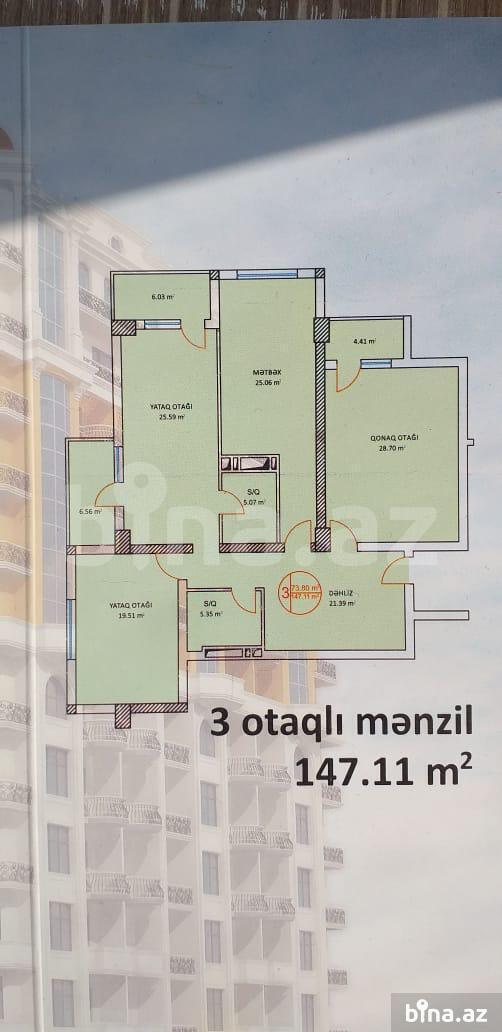 6.03 m²
4.41 m²
MƏTBƏX
25.06 m²
YATAQ OTAĞI
25.59 m²
QONAQ OTAĞI
28.70 m²
S/Q
5.07 m²
6.56 m²
bina.az
3
73.80 m²
147.11 m²
DƏHLİZ
21.39 m²
YATAQ OTAĞI
19.51 m²
S/Q
5.35 m²
3 otaqlı mənzil
147.11 m²
bina.az